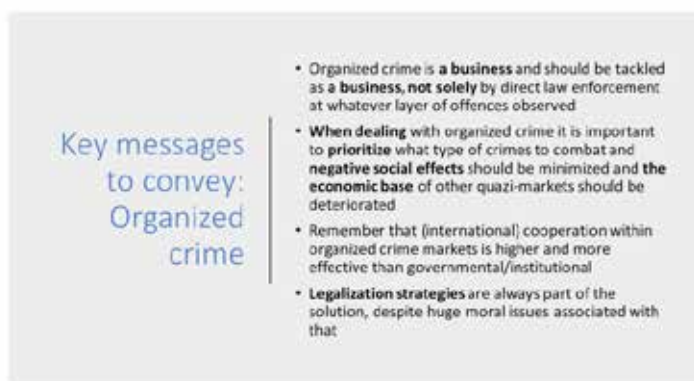 Key messages
to convey:
Organized
crime
• Organized crime is a business and should be tackled
as a business, not solely by direct law enforcement
at whatever layer of offences observed
• When dealing with organized crime it is important
to prioritize what type of crimes to combat and
negative social effects should be minimized and the
economic base of other quazi-markets should be
deteriorated
• Remember that (international) cooperation within
organized crime markets is higher and more
effective than governmental/institutional
• Legalization strategies are always part of the
solution, despite huge moral issues associated with
that